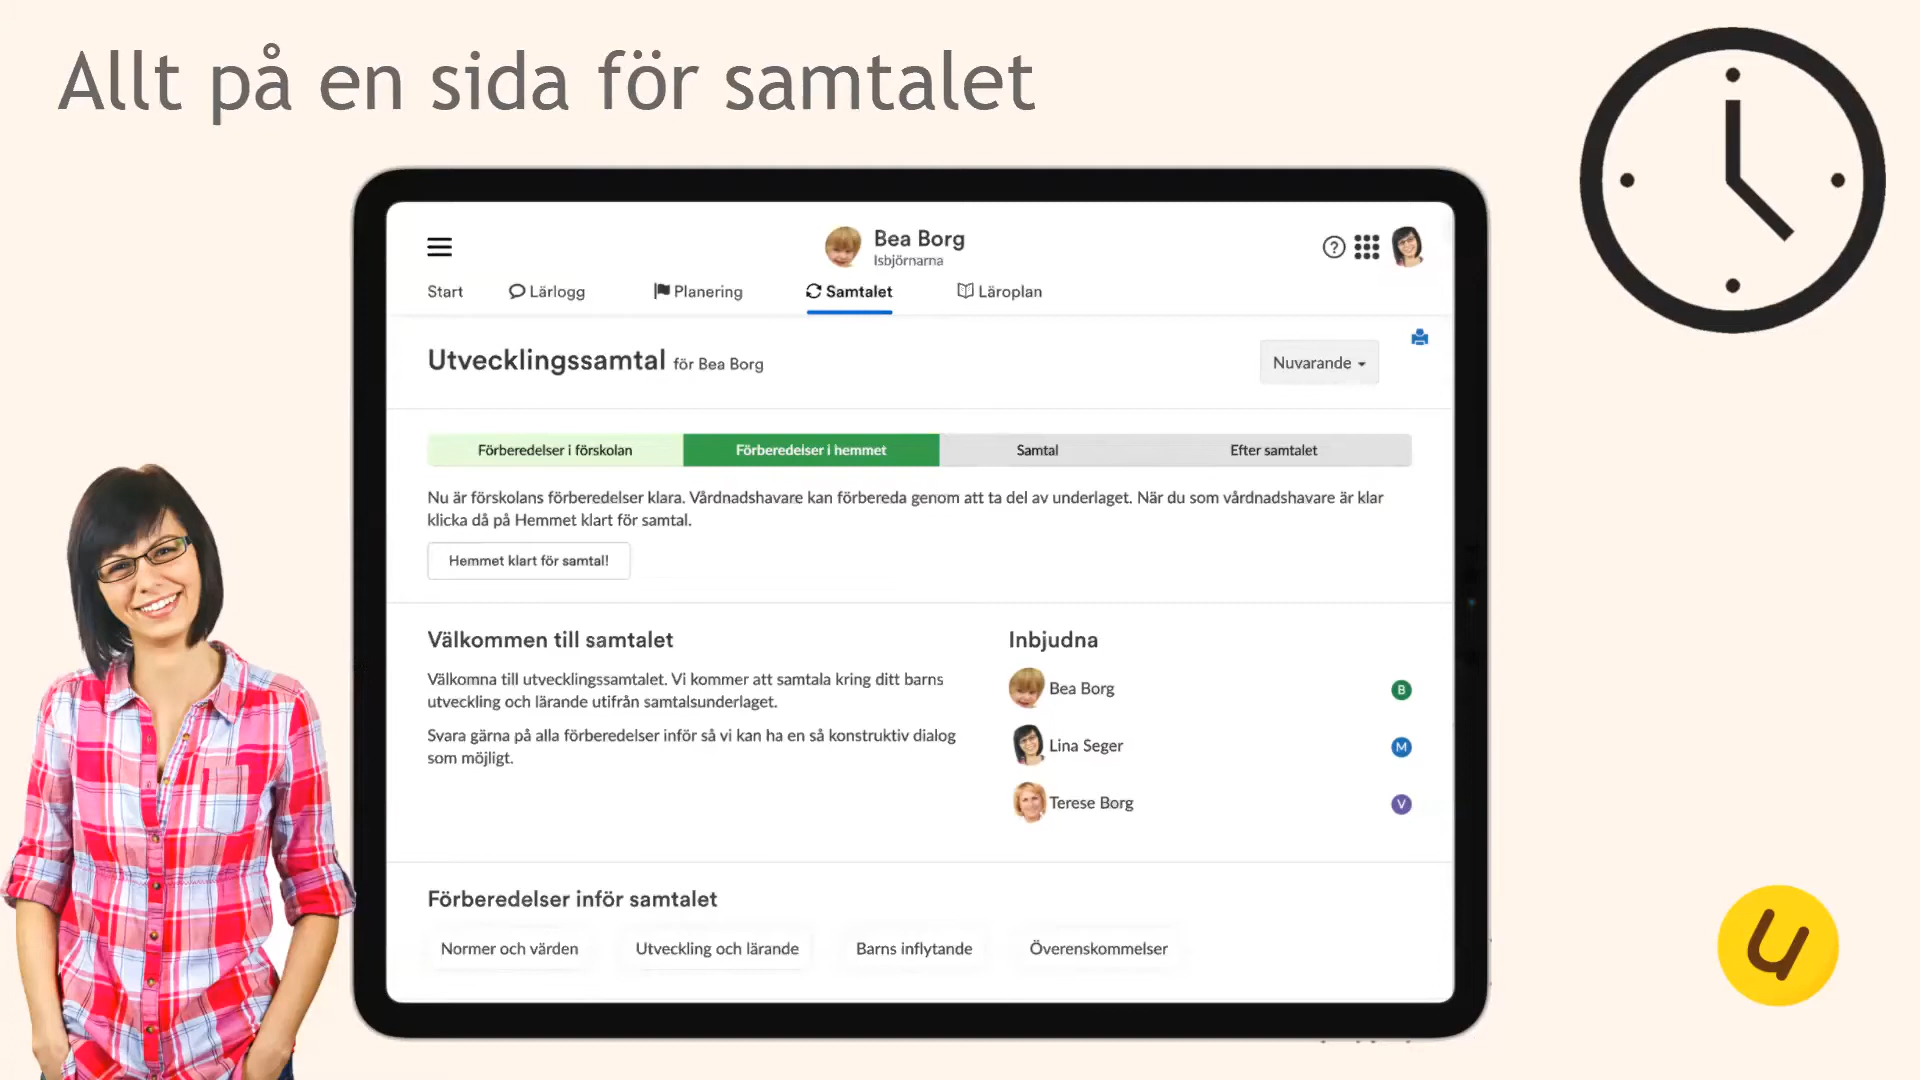 Allt på en sida för samtalet
Bea Borg
Isbjörnarna
Start Lärlogg Planering Samtalet Läroplan
Utvecklingssamtal för Bea Borg
Nuvarande
Förberedelser i förskolan Förberedelser i hemmet Samtal Efter samtalet
Nu är förskolans förberedelser klara. Vårdnadshavare kan förbereda genom att ta del av underlaget. När du som vårdnadshavare är klar
klicka då på Hemmet klart för samtal.
Hemmet klart för samtal!
Välkommen till samtalet
Välkomna till utvecklingssamtalet. Vi kommer att samtala kring ditt barns
utveckling och lärande utifrån samtalsunderlaget.
Svara gärna på alla förberedelser inför så vi kan ha en så konstruktiv dialog
som möjligt.
Inbjudna
Bea Borg B
Lina Seger M
Terese Borg V
Förberedelser inför samtalet
Normer och värden Utveckling och lärande Barns inflytande Överenskommelser
u